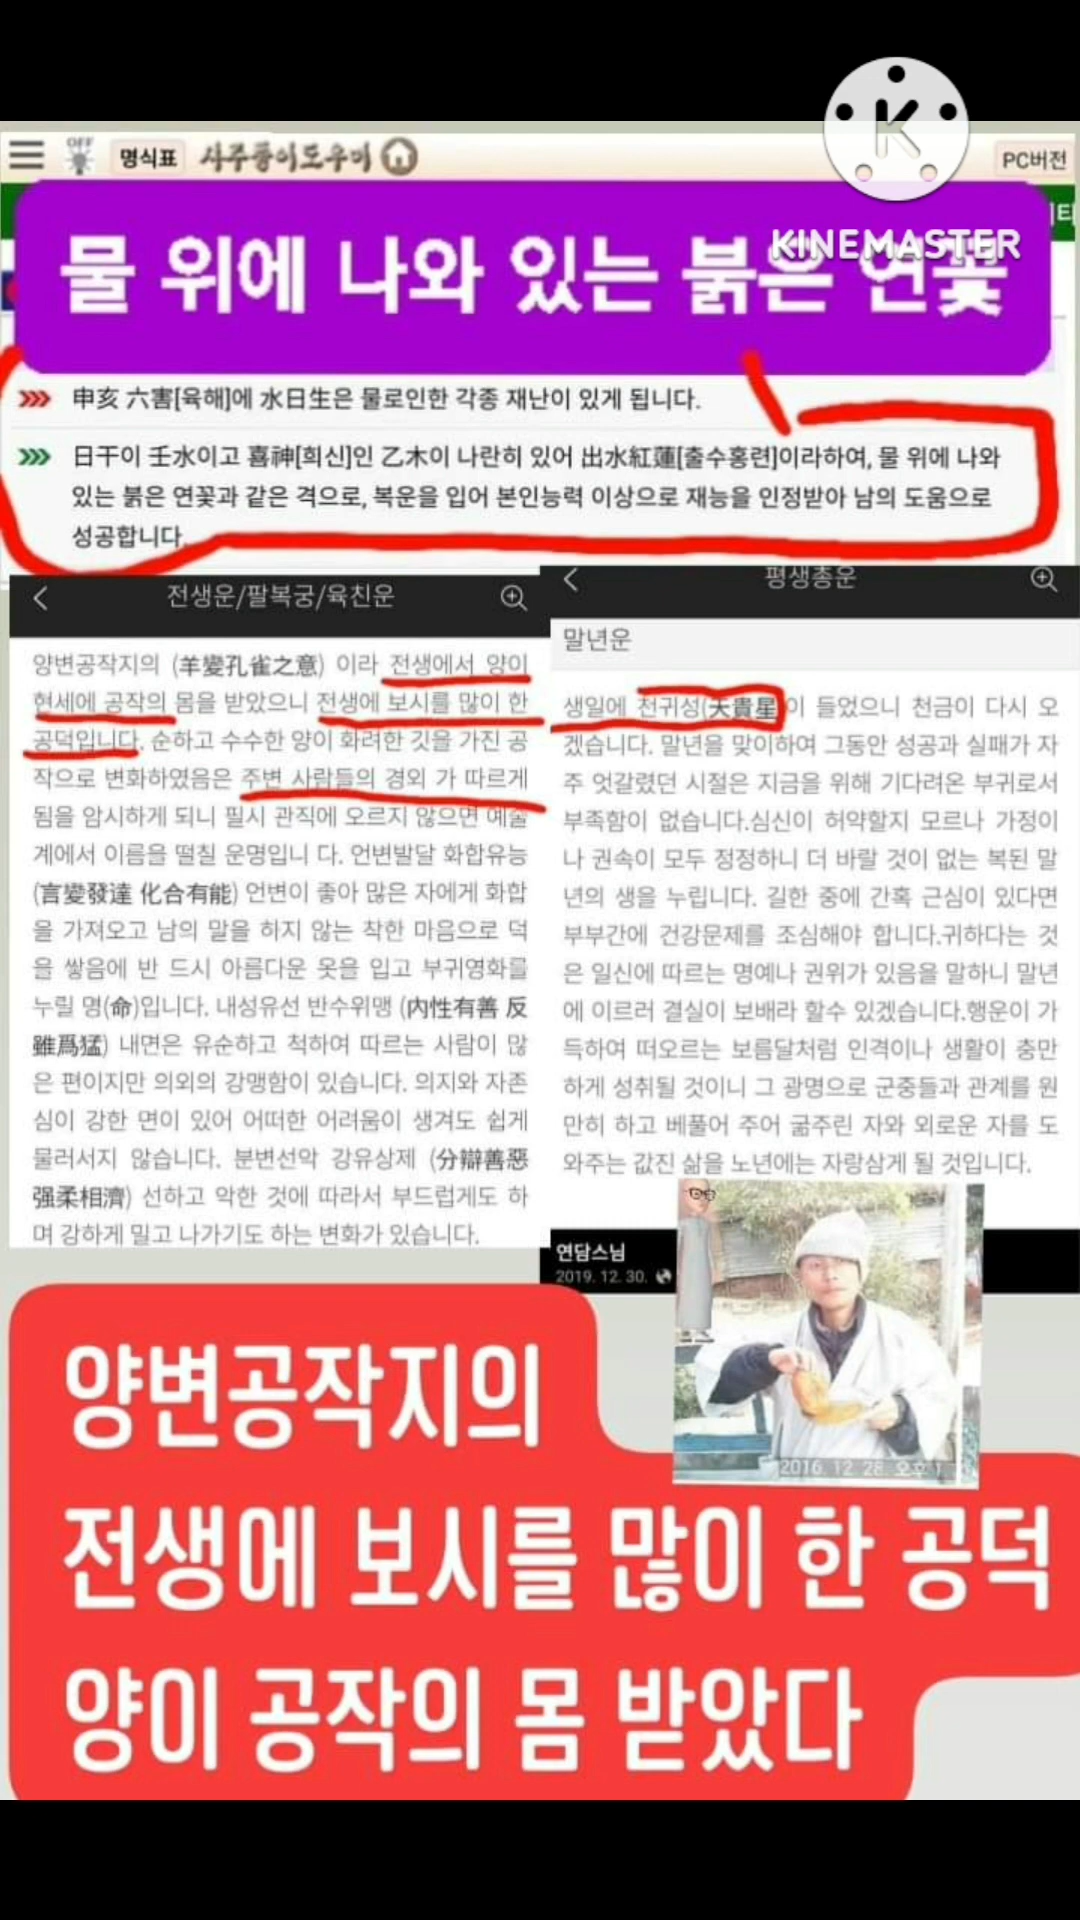 KINEMASTER
OFF
명식표
사주풀이도우미
PC버전
물 위에 나와 있는 붉은 연꽃
申亥 六害[육해]에 水日生은 물로인한 각종 재난이 있게 됩니다.
日干이 壬水이고 喜神[희신]인 乙木이 나란히 있어 出水紅蓮[출수홍련]이라하여, 물 위에 나와
있는 붉은 연꽃과 같은 격으로, 복운을 입어 본인능력 이상으로 재능을 인정받아 남의 도움으로
성공합니다.
전생운/팔복궁/육친운
양변공작지의 (羊變孔雀之意) 이라 전생에서 양이
현세에 공작의 몸을 받았으니 전생에 보시를 많이 한
공덕입니다. 순하고 수수한 양이 화려한 깃을 가진 공
작으로 변화하였음은 주변 사람들의 경외 가 따르게
됨을 암시하게 되니 필시 관직에 오르지 않으면 예술
계에서 이름을 떨칠 운명입니 다. 언변발달 화합유능
(言變發達 化合有能) 언변이 좋아 많은 자에게 화합
을 가져오고 남의 말을 하지 않는 착한 마음으로 덕
을 쌓음에 반 드시 아름다운 옷을 입고 부귀영화를
누릴 명(命)입니다. 내성유선 반수위맹 (內性有善 反
雖爲猛) 내면은 유순하고 척하여 따르는 사람이 많
은 편이지만 의외의 강맹함이 있습니다. 의지와 자존
심이 강한 면이 있어 어떠한 어려움이 생겨도 쉽게
물러서지 않습니다. 분변선악 강유상제 (分辯善惡
强柔相濟) 선하고 악한 것에 따라서 부드럽게도 하
며 강하게 밀고 나가기도 하는 변화가 있습니다.
평생총운
말년운
생일에 천귀성(天貴星)이 들었으니 천금이 다시 오
겠습니다. 말년을 맞이하여 그동안 성공과 실패가 자
주 엇갈렸던 시절은 지금을 위해 기다려온 부귀로서
부족함이 없습니다.심신이 허약할지 모르나 가정이
나 권속이 모두 정정하니 더 바랄 것이 없는 복된 말
년의 생을 누립니다. 길한 중에 간혹 근심이 있다면
부부간에 건강문제를 조심해야 합니다.귀하다는 것
은 일신에 따르는 명예나 권위가 있음을 말하니 말년
에 이르러 결실이 보배라 할수 있겠습니다.행운이 가
득하여 떠오르는 보름달처럼 인격이나 생활이 충만
하게 성취될 것이니 그 광명으로 군중들과 관계를 원
만히 하고 베풀어 주어 굶주린 자와 외로운 자를 도
와주는 값진 삶을 노년에는 자랑삼게 될 것입니다.
연담스님
2019. 12. 30.
2016. 12. 28. 오후 1
양변공작지의
전생에 보시를 많이 한 공덕
양이 공작의 몸 받았다